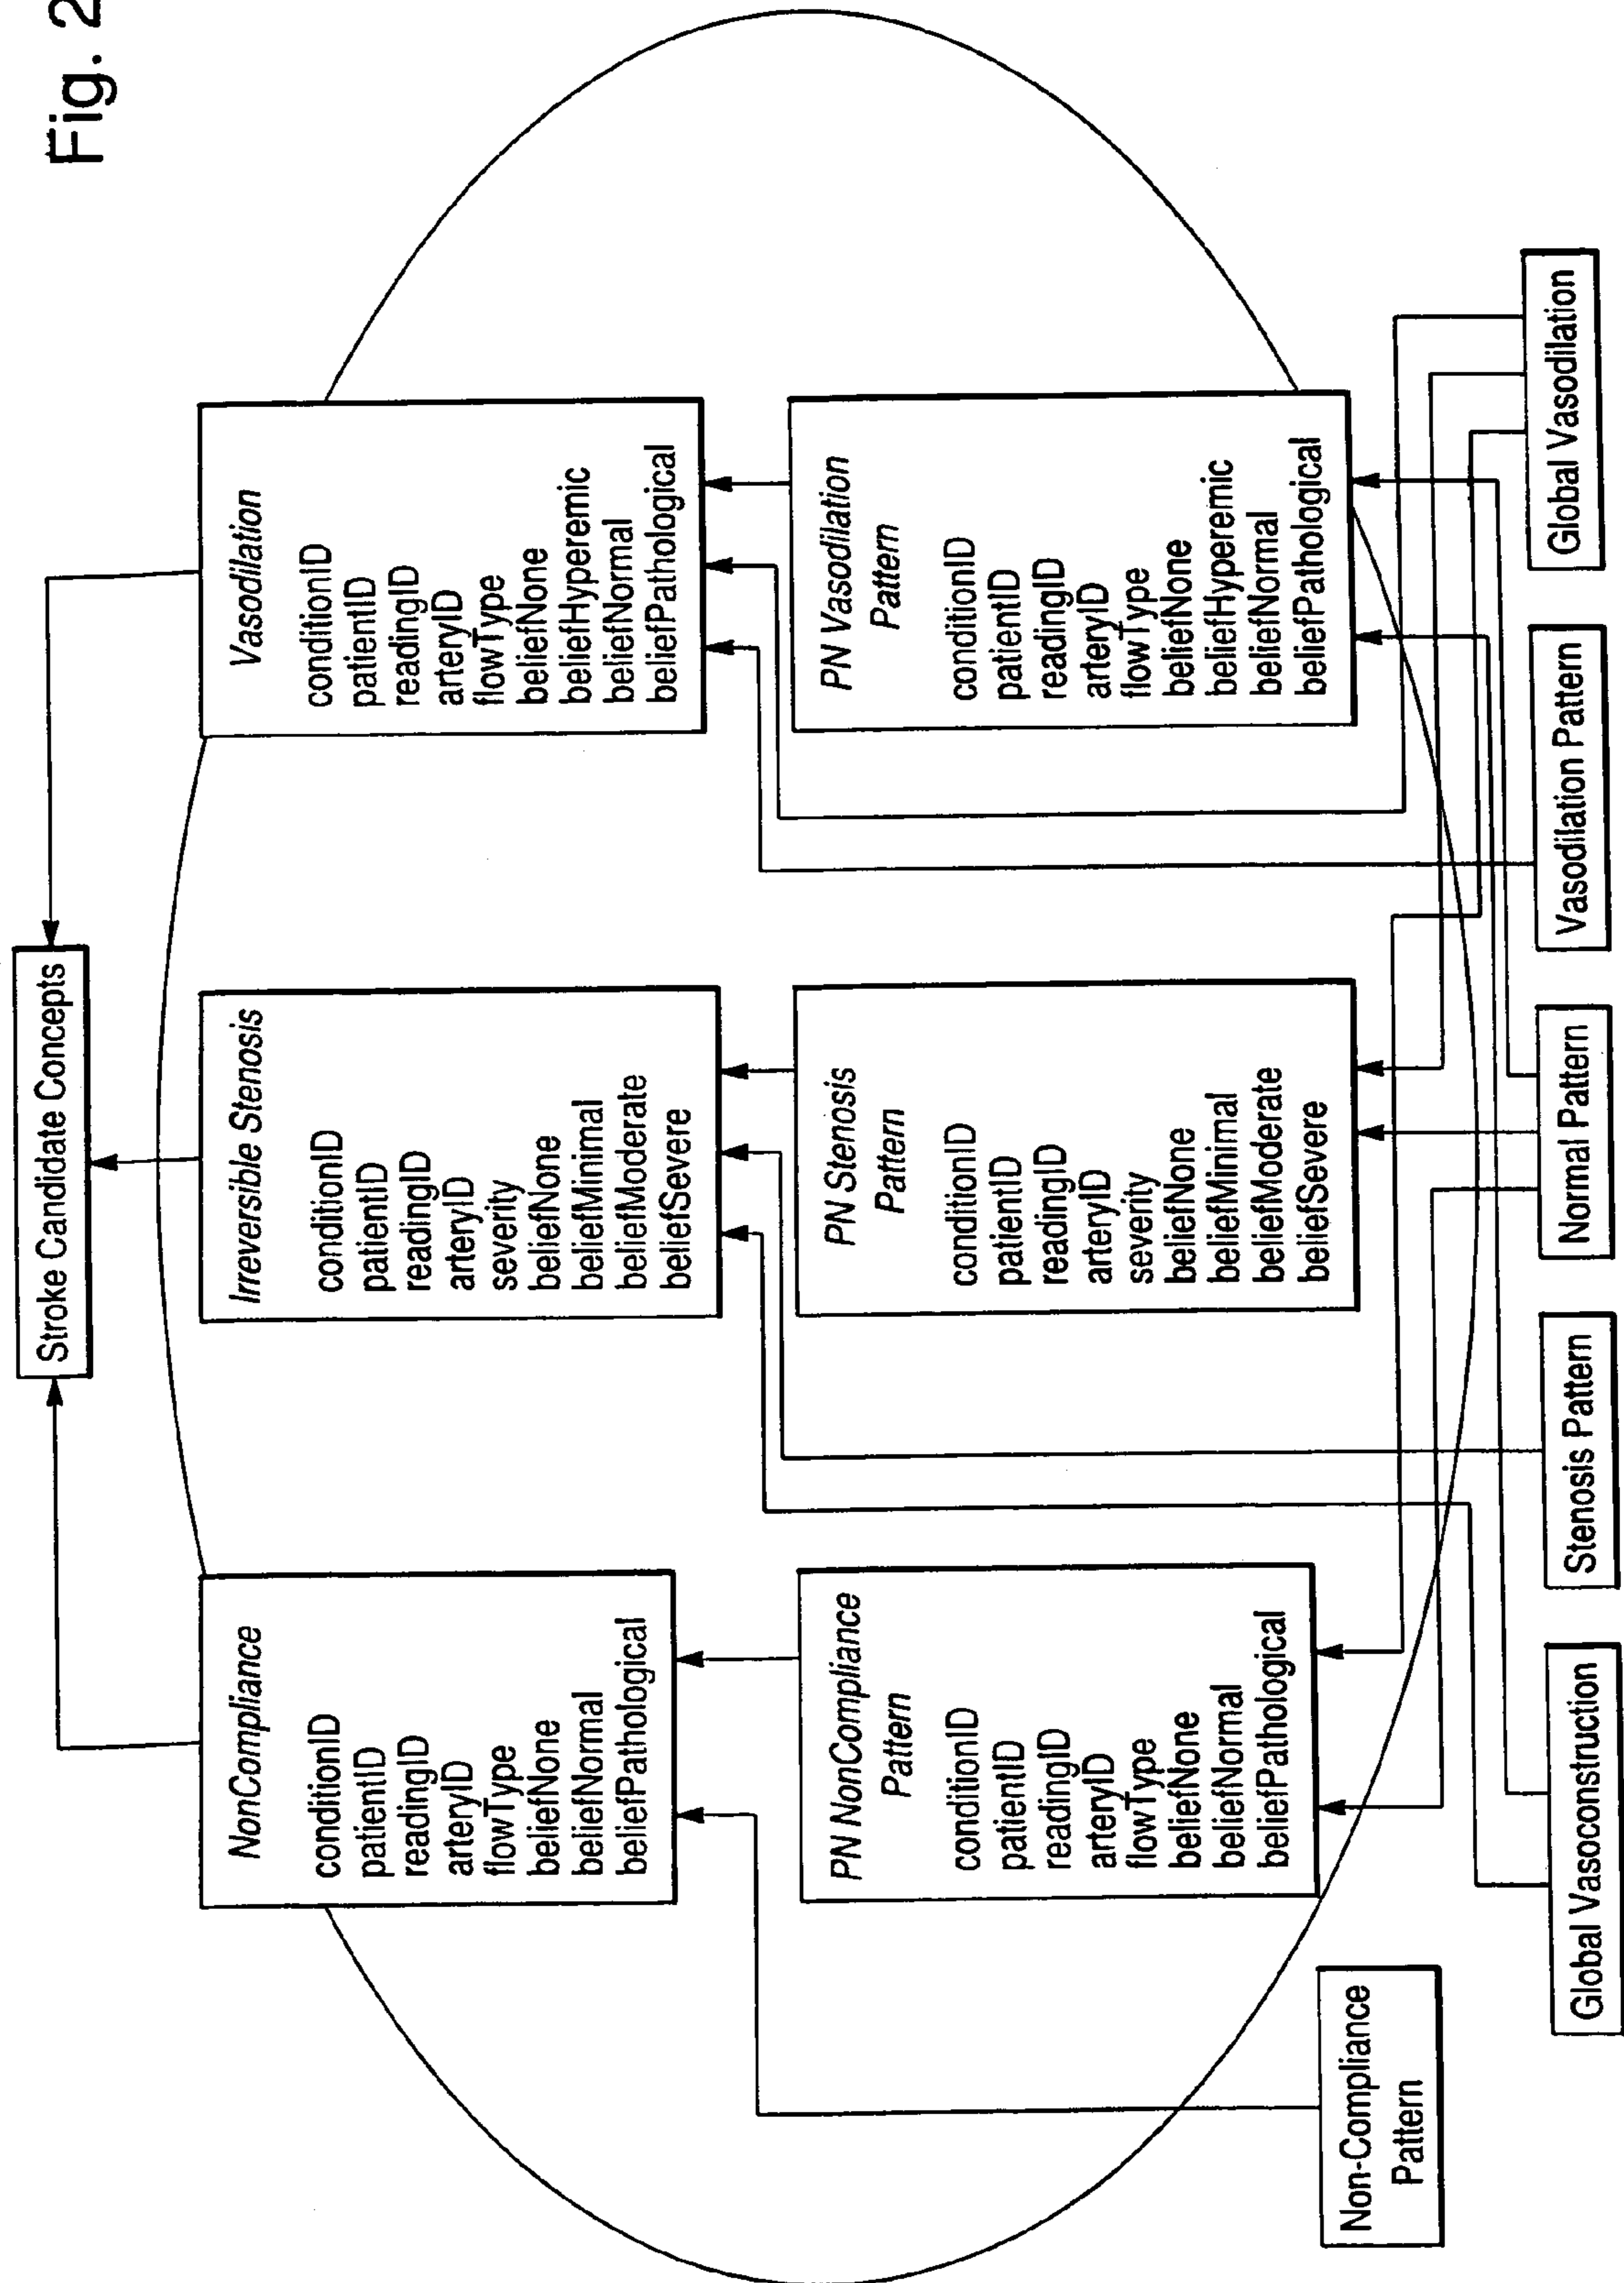 Fig. 2
Stroke Candidate Concepts
NonCompliance
conditionID
patientID
readingID
arteryID
flowType
beliefNone
beliefNormal
beliefPathological
Irreversible Stenosis
conditionID
patientID
readingID
arteryID
severity
beliefNone
beliefMinimal
beliefModerate
beliefSevere
Vasodilation
conditionID
patientID
readingID
arteryID
flowType
beliefNone
beliefHyperemic
beliefNormal
beliefPathological
PN NonCompliance
Pattern
conditionID
patientID
readingID
arteryID
flowType
beliefNone
beliefNormal
beliefPathological
PN Stenosis
Pattern
conditionID
patientID
readingID
arteryID
severity
beliefNone
beliefMinimal
beliefModerate
beliefSevere
PN Vasodilation
Pattern
conditionID
patientID
readingID
arteryID
flowType
beliefNone
beliefHyperemic
beliefNormal
beliefPathological
Non-Compliance
Pattern
Global Vasoconstruction
Stenosis Pattern
Normal Pattern
Vasodilation Pattern
Global Vasodilation